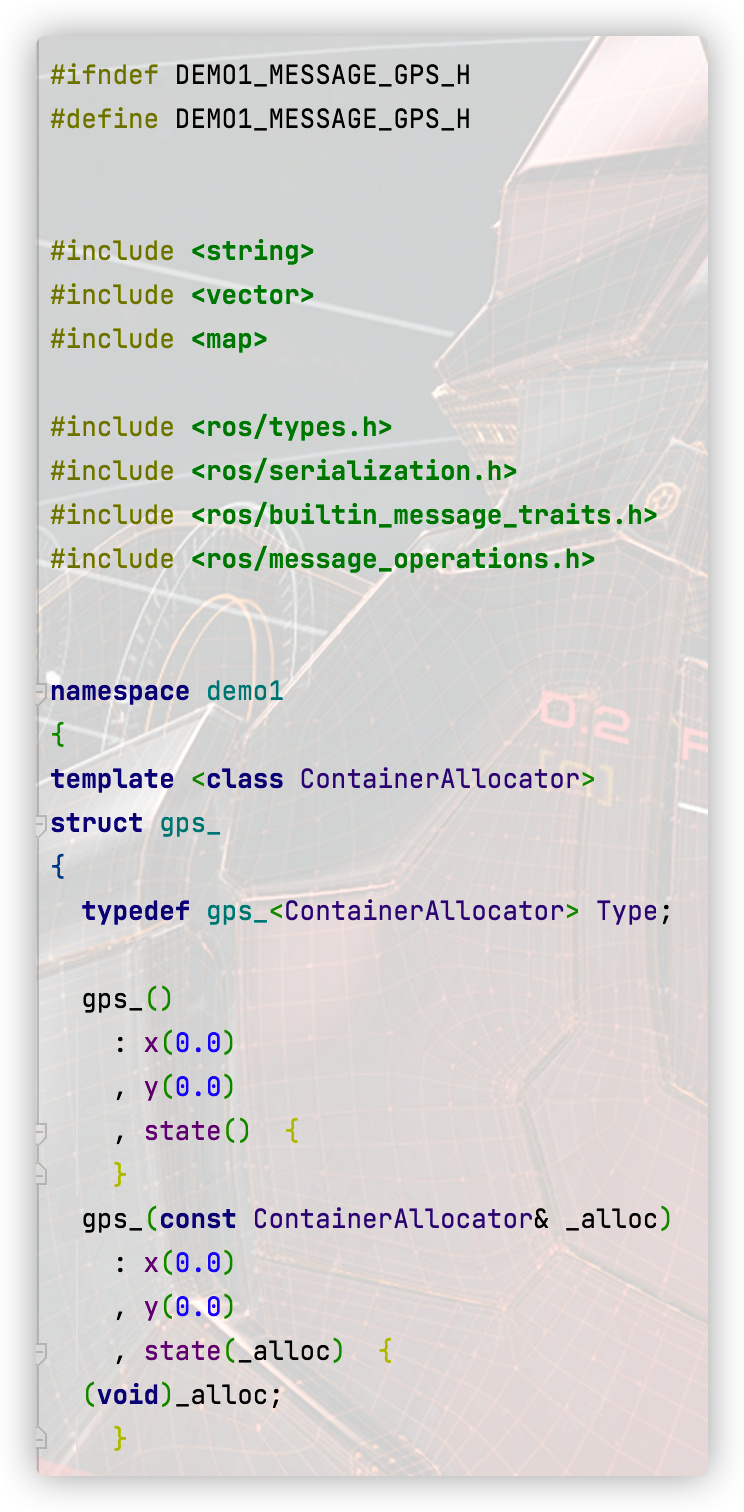 #ifndef DEMO1_MESSAGE_GPS_H
#define DEMO1_MESSAGE_GPS_H
#include <string>
#include <vector>
#include <map>
#include <ros/types.h>
#include <ros/serialization.h>
#include <ros/builtin_message_traits.h>
#include <ros/message_operations.h>
namespace demo1
{
template <class ContainerAllocator>
struct gps_
{
  typedef gps_<ContainerAllocator> Type;
  gps_()
    : x(0.0)
    , y(0.0)
    , state()  {
    }
  gps_(const ContainerAllocator& _alloc)
    : x(0.0)
    , y(0.0)
    , state(_alloc)  {
  (void)_alloc;
    }